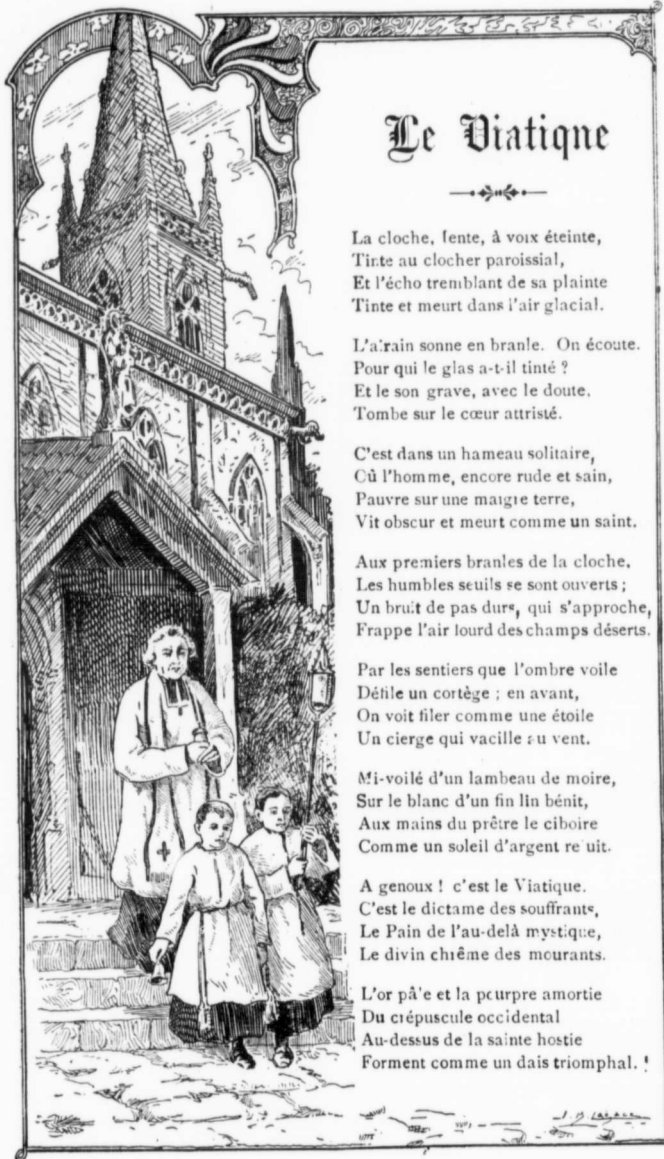 Le Viatique
La cloche, lente, à voix éteinte,
Tinte au clocher paroissial,
Et l'écho tremblant de sa plainte
Tinte et meurt dans l'air glacial.
L'airain sonne en branle. On écoute.
Pour qui le glas a-t-il tinté ?
Et le son grave, avec le doute.
Tombe sur le cœur attristé.
C'est dans un hameau solitaire,
Où l'homme, encore rude et sain,
Pauvre sur une maigre terre,
Vit obscur et meurt comme un saint.
Aux premiers branles de la cloche,
Les humbles seuils se sont ouverts ;
Un bruit de pas durs, qui s'approche,
Frappe l'air lourd des champs déserts.
Par les sentiers que l'ombre voile
Défile un cortège ; en avant,
On voit filer comme une étoile
Un cierge qui vacille au vent.
Mi-voilé d'un lambeau de moire,
Sur le blanc d'un fin lin bénit,
Aux mains du prêtre le ciboire
Comme un soleil d'argent reluit.
A genoux ! c'est le Viatique.
C'est le dictame des souffrants,
Le Pain de l'au-delà mystique,
Le divin chrême des mourants.
L'or pâle et la pourpre amortie
Du crépuscule occidental
Au-dessus de la sainte hostie
Forment comme un dais triomphal. !